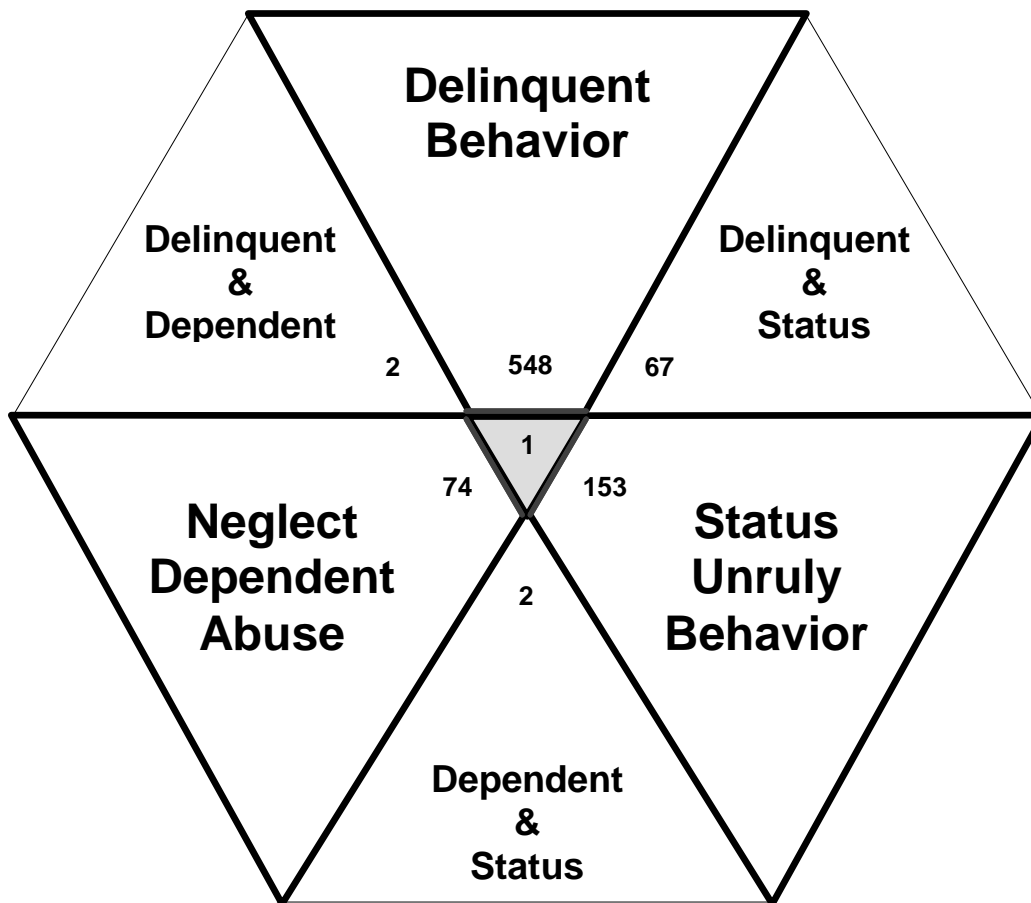 Delinquent
Behavior
Delinquent
&
Dependent
Delinquent
&
Status
2
548
67
1
74
153
Neglect
Dependent
Abuse
Status
Unruly
Behavior
2
Dependent
&
Status